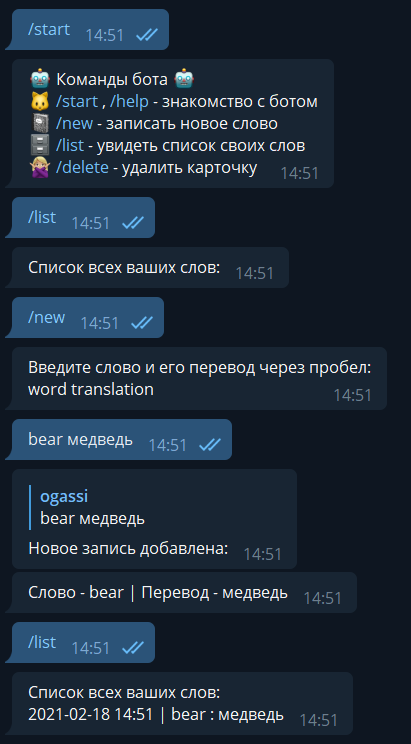 /start 14:51
🤖 Команды бота 🤖
🐱 /start , /help - знакомство с ботом
📓 /new - записать новое слово
🗄 /list - увидеть список своих слов
🙅‍♀️ /delete - удалить карточку 14:51
/list 14:51
Список всех ваших слов: 14:51
/new 14:51
Введите слово и его перевод через пробел:
word translation 14:51
bear медведь 14:51
ogassi
bear медведь
Новое запись добавлена: 14:51
Слово - bear | Перевод - медведь 14:51
/list 14:51
Список всех ваших слов:
2021-02-18 14:51 | bear : медведь 14:51